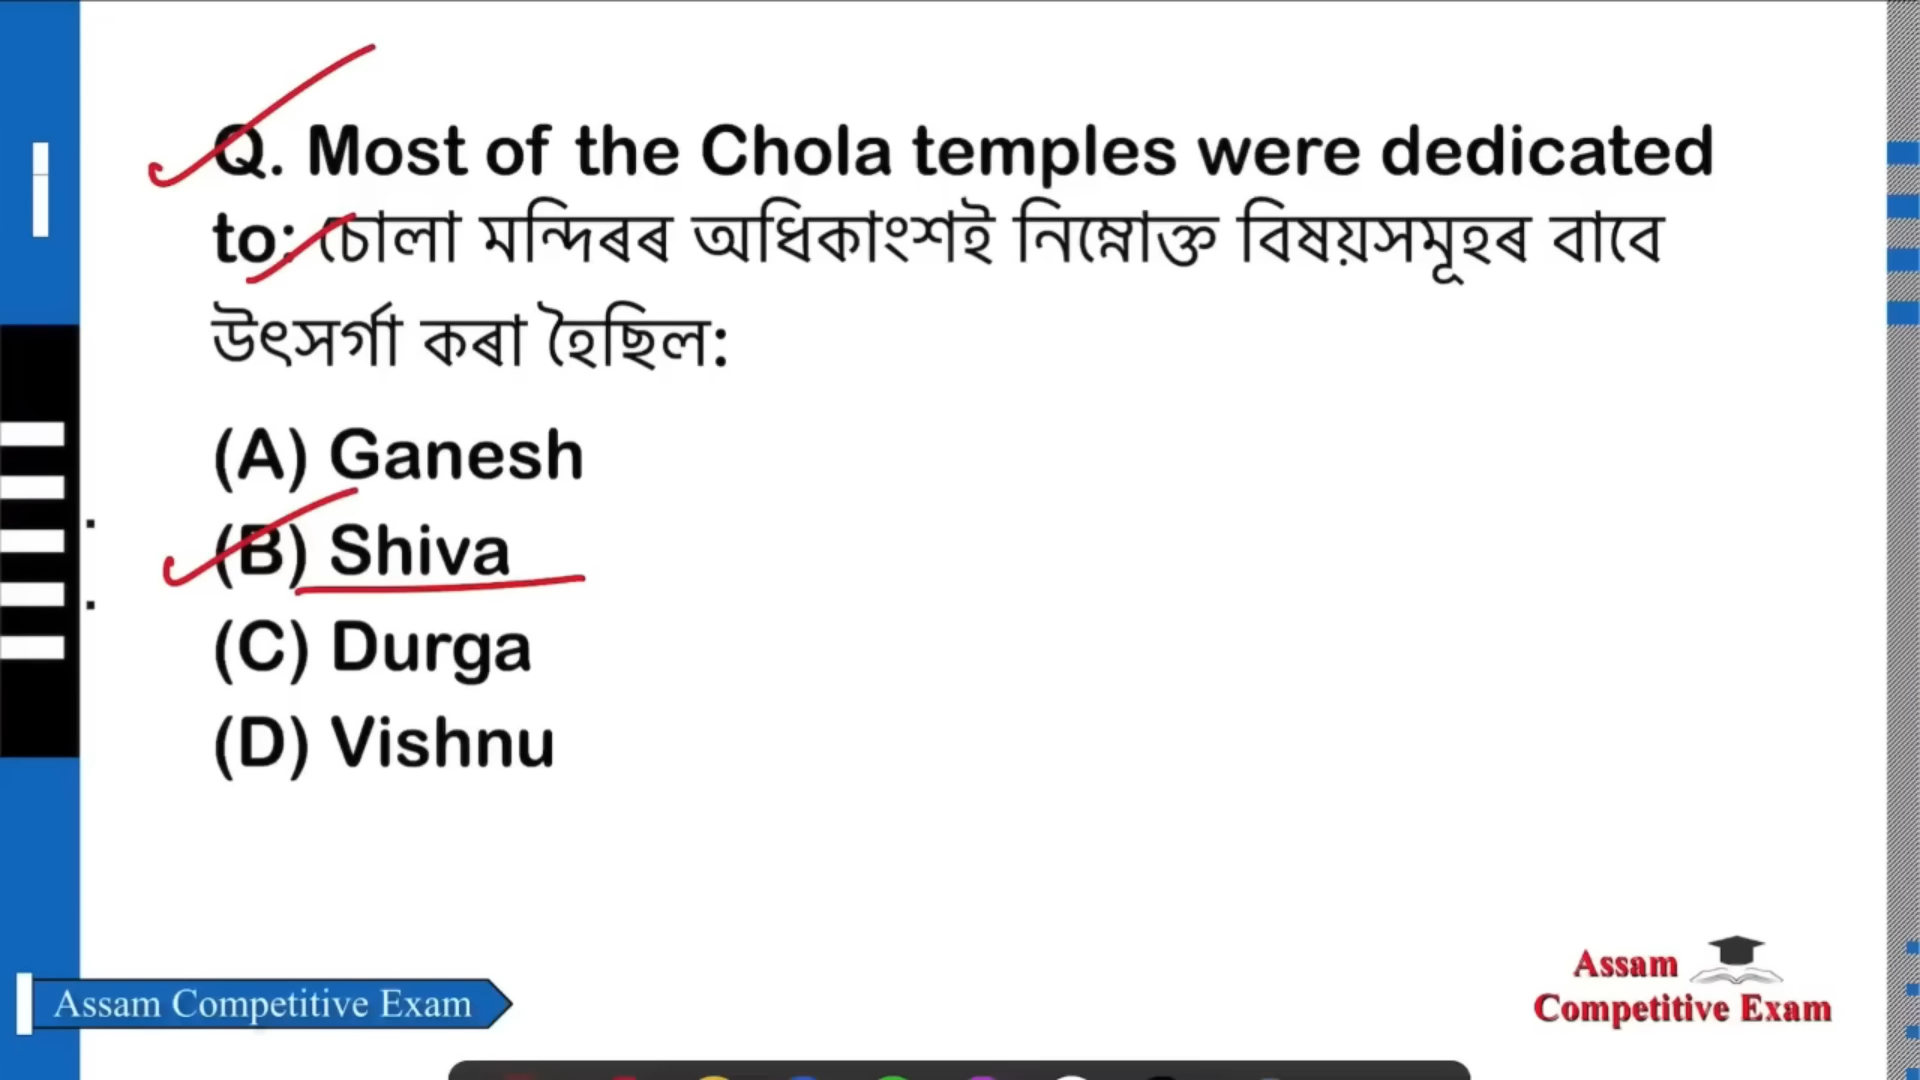 Q. Most of the Chola temples were dedicated
to: চোলা মন্দিৰৰ অধিকাংশই নিম্নোক্ত বিষয়সমূহৰ বাবে
উৎসৰ্গা কৰা হৈছিল:
(A) Ganesh
(B) Shiva
(C) Durga
(D) Vishnu
Assam Competitive Exam
Assam
Competitive Exam